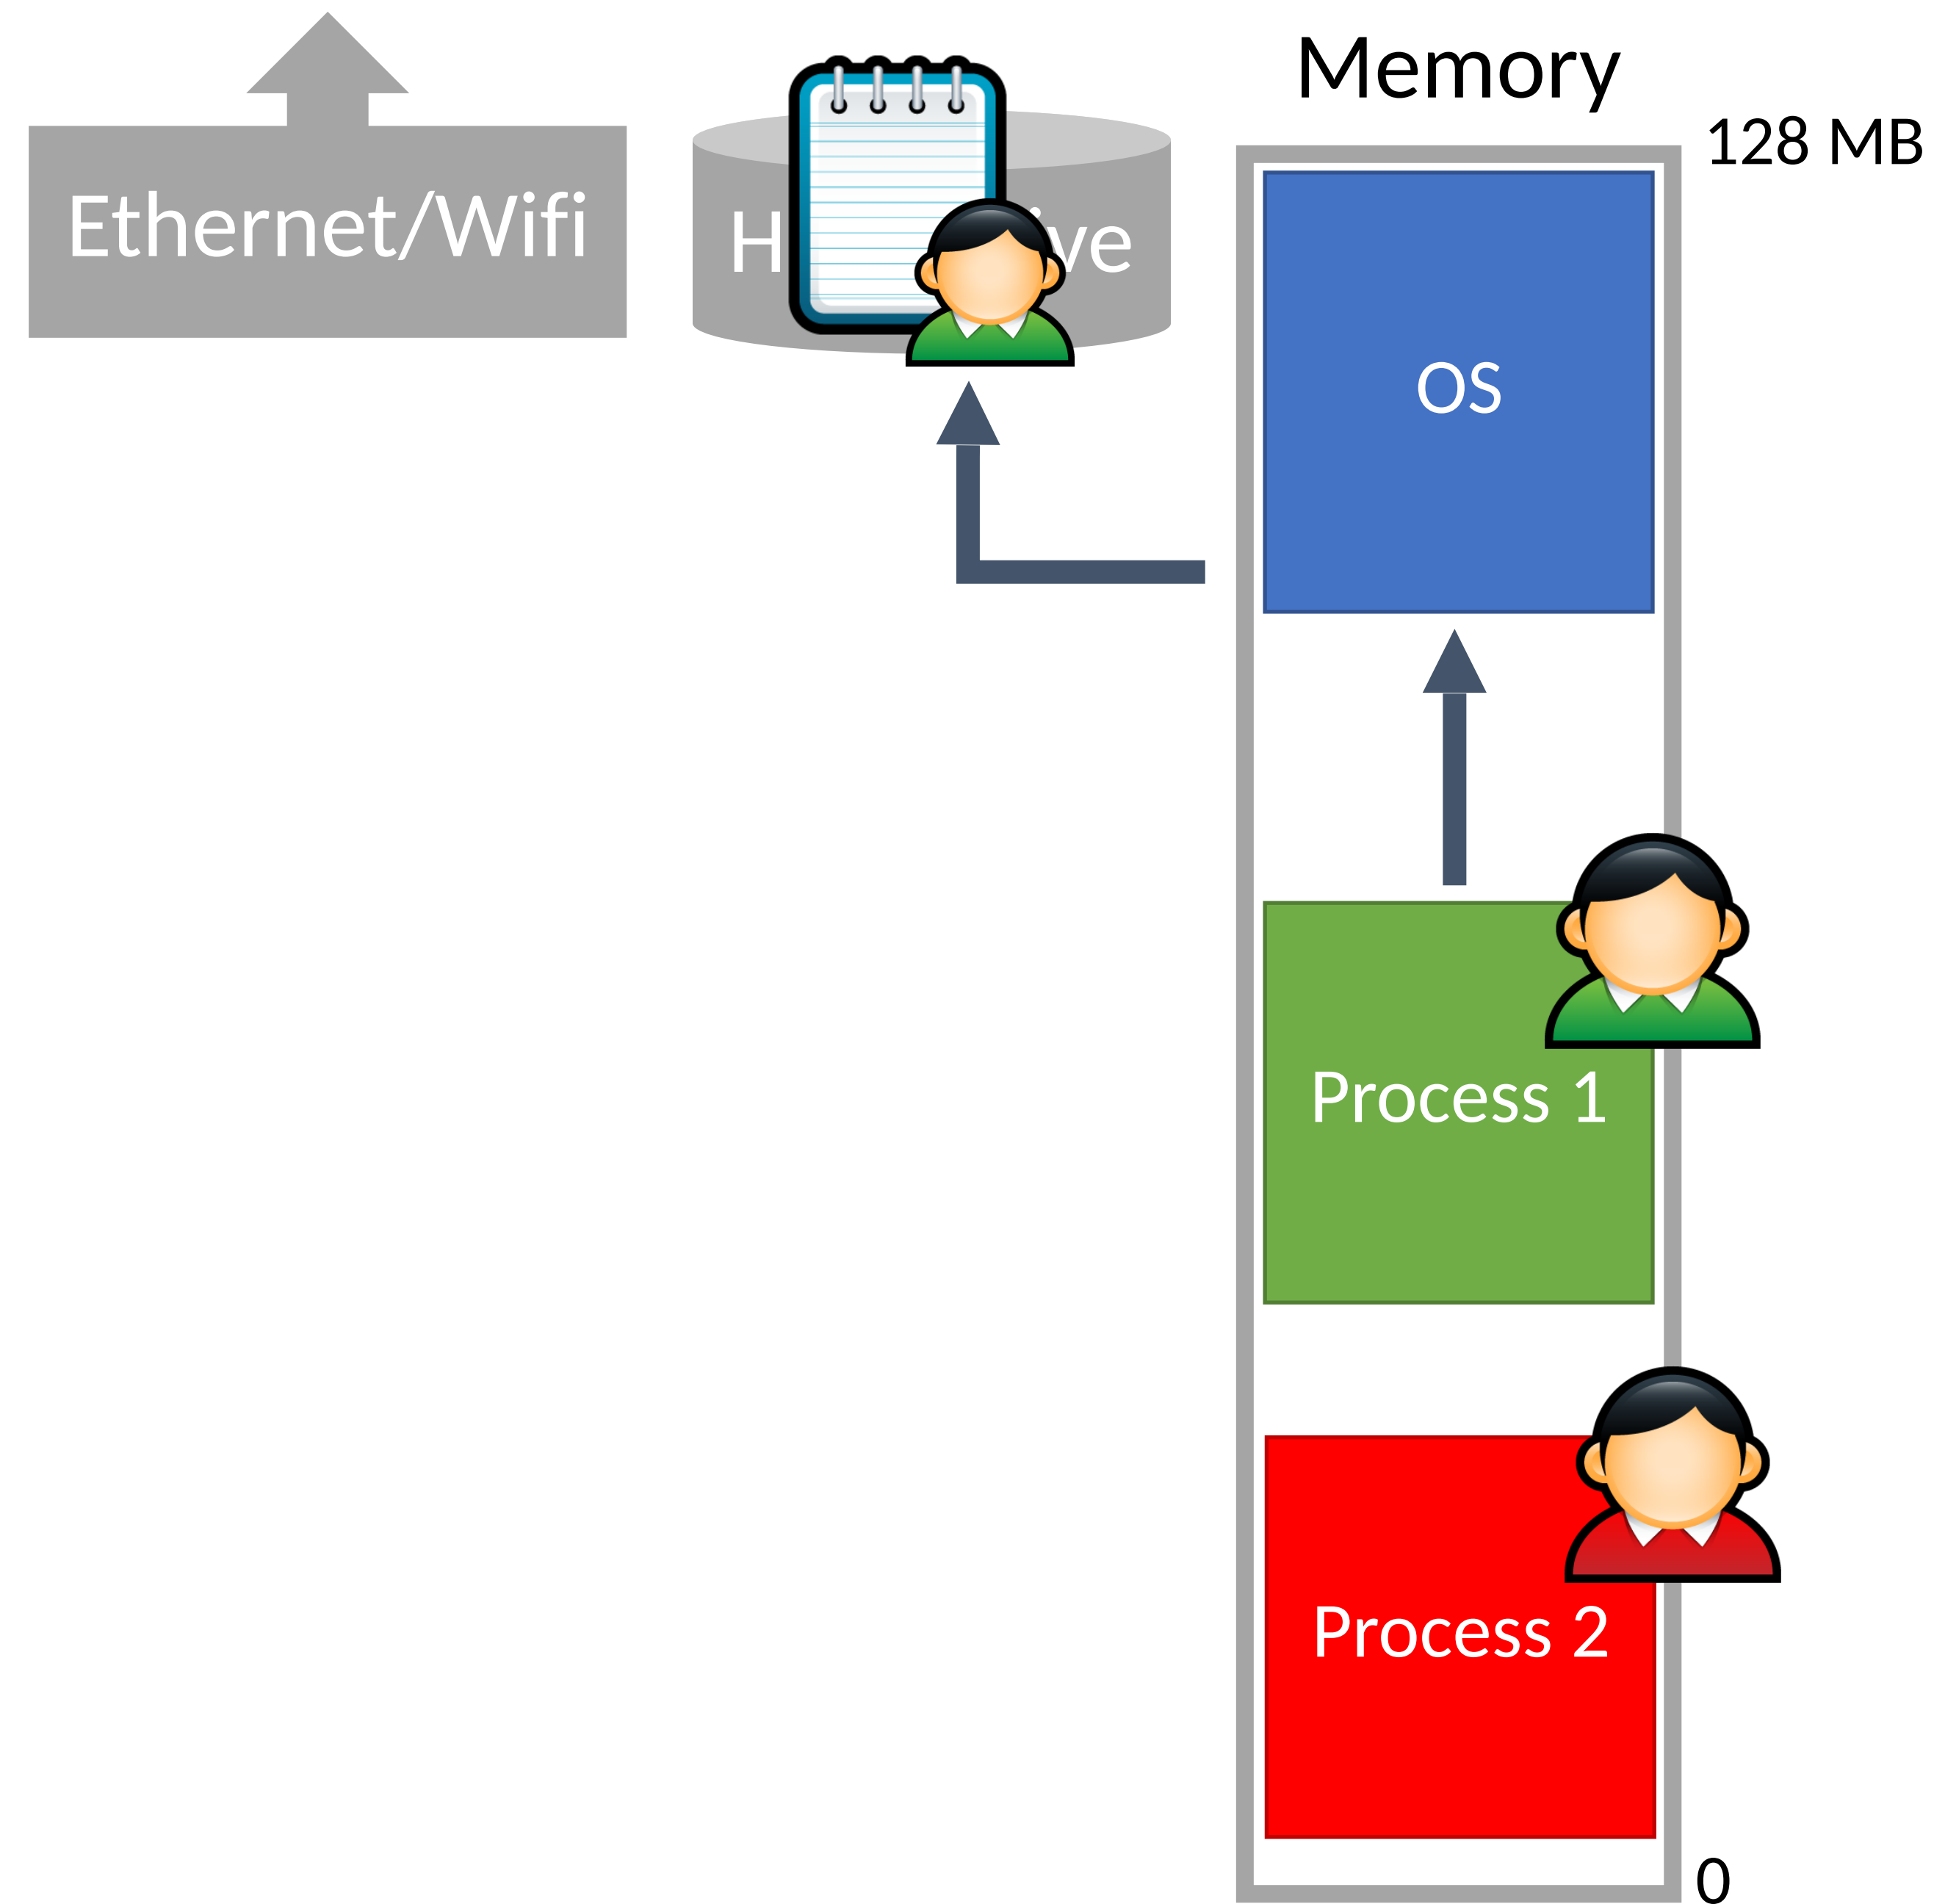 Memory
128 MB
Ethernet/Wifi
OS
Process 1
Process 2
0